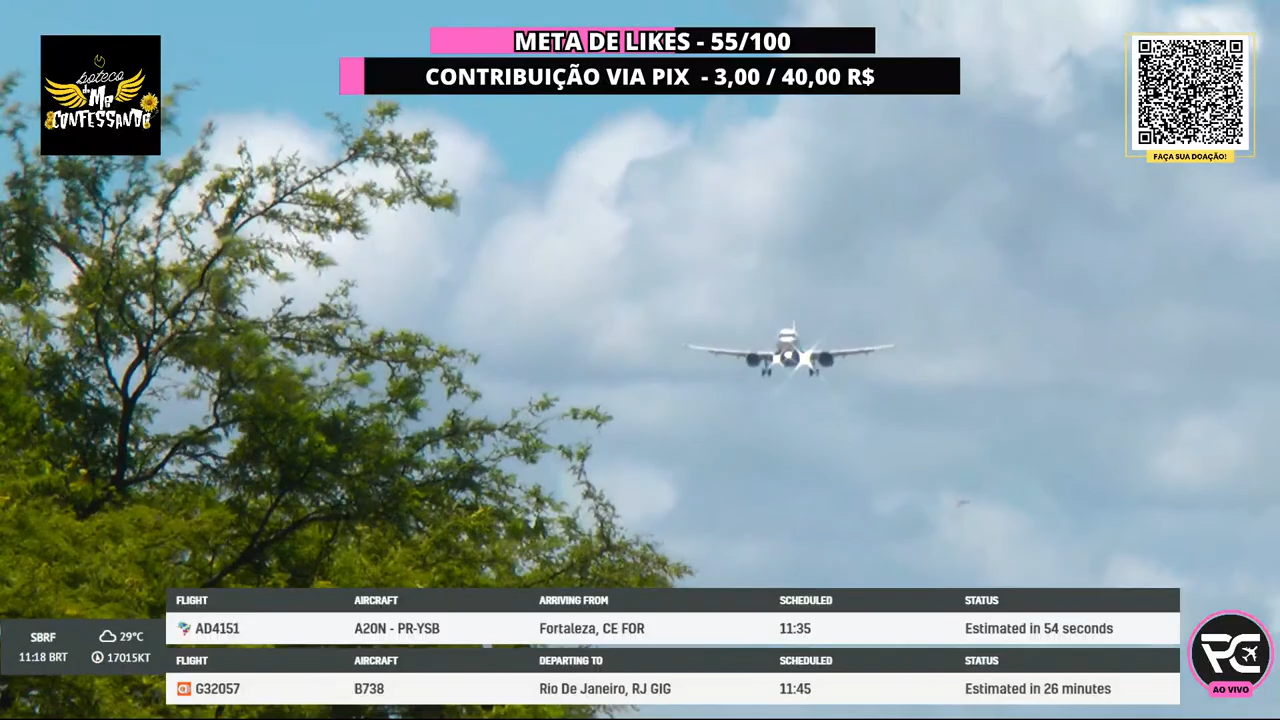 META DE LIKES - 55/100
CONTRIBUIÇÃO VIA PIX - 3,00 / 40,00 R$
boteco
do Me
CONFESSANDO
FAÇA SUA DOAÇÃO!
FLIGHT AIRCRAFT ARRIVING FROM SCHEDULED STATUS
AD4151 A20N - PR-YSB Fortaleza, CE FOR 11:35 Estimated in 54 seconds
FLIGHT AIRCRAFT DEPARTING TO SCHEDULED STATUS
G32057 B738 Rio De Janeiro, RJ GIG 11:45 Estimated in 26 minutes
SBRF 29°C
11:18 BRT 17015KT
RC
AO VIVO